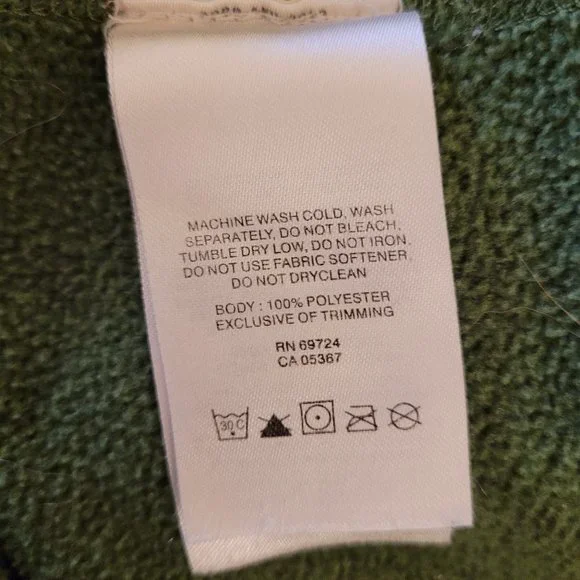 MACHINE WASH COLD, WASH
SEPARATELY, DO NOT BLEACH,
TUMBLE DRY LOW, DO NOT IRON.
DO NOT USE FABRIC SOFTENER,
DO NOT DRYCLEAN
BODY : 100% POLYESTER
EXCLUSIVE OF TRIMMING
RN 69724
CA 05367
30 C